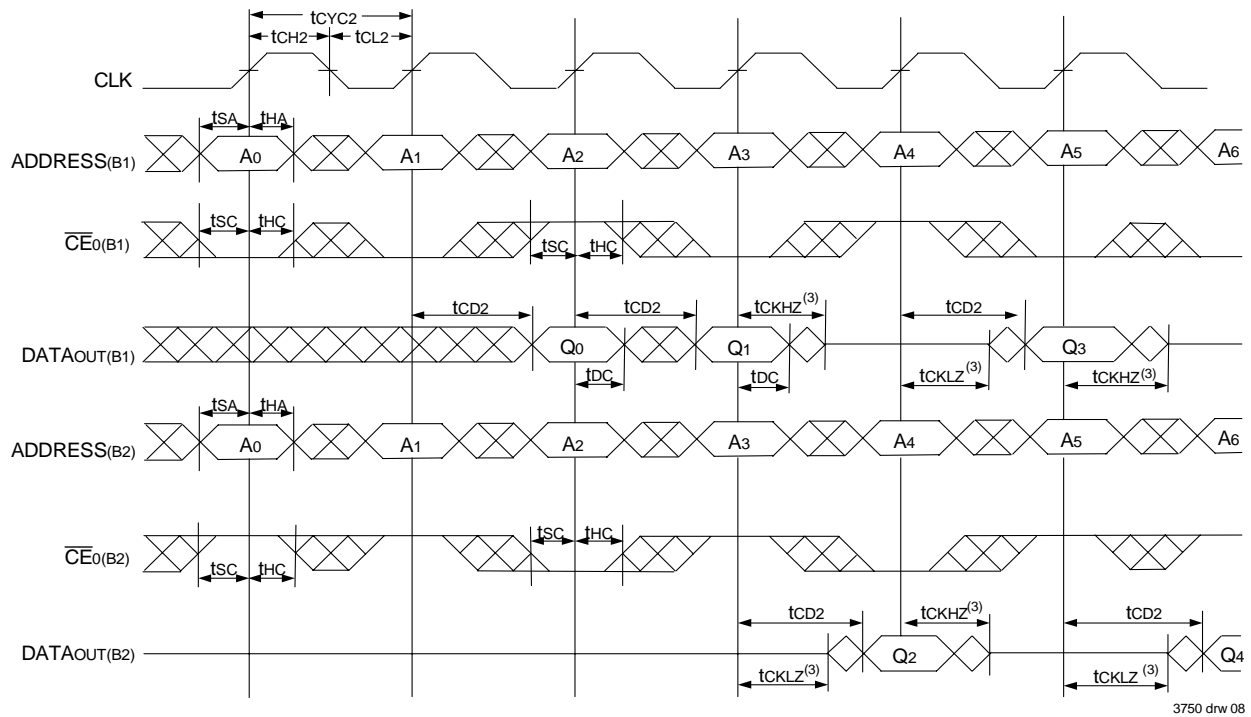 tCYC2
tCH2 tCL2
CLK
tSA tHA
ADDRESS(B1) A0 A1 A2 A3 A4 A5 A6
tSC tHC
CE0(B1) tSC tHC
tCD2 tCD2 tCKHZ(3) tCD2
DATAOUT(B1) Q0 Q1 Q3
tDC tDC tCKLZ(3) tCKHZ(3)
tSA tHA
ADDRESS(B2) A0 A1 A2 A3 A4 A5 A6
tSC tHC
CE0(B2)
tSC tHC
tCD2 tCKHZ(3) tCD2
DATAOUT(B2) Q2 Q4
tCKLZ(3) tCKLZ(3)
3750 drw 08